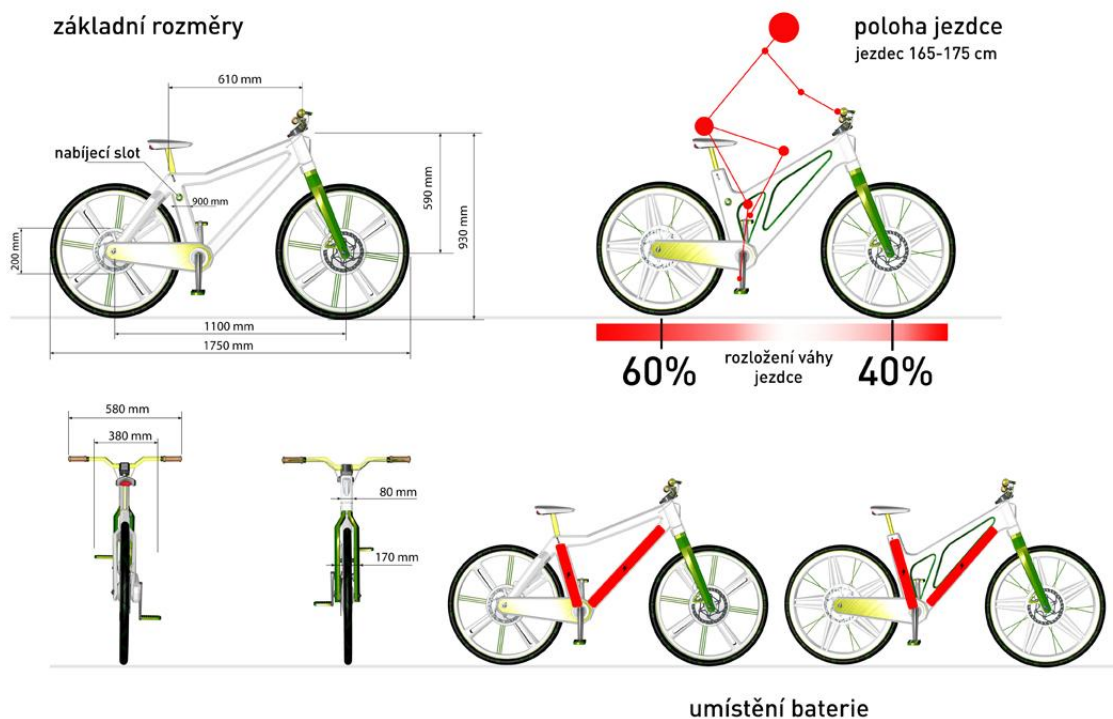 základní rozměry
610 mm
nabíjecí slot
900 mm
200 mm
590 mm
930 mm
1100 mm
1750 mm
poloha jezdce
jezdec 165-175 cm
60%
rozložení váhy
jezdce
40%
580 mm
380 mm
80 mm
170 mm
umístění baterie